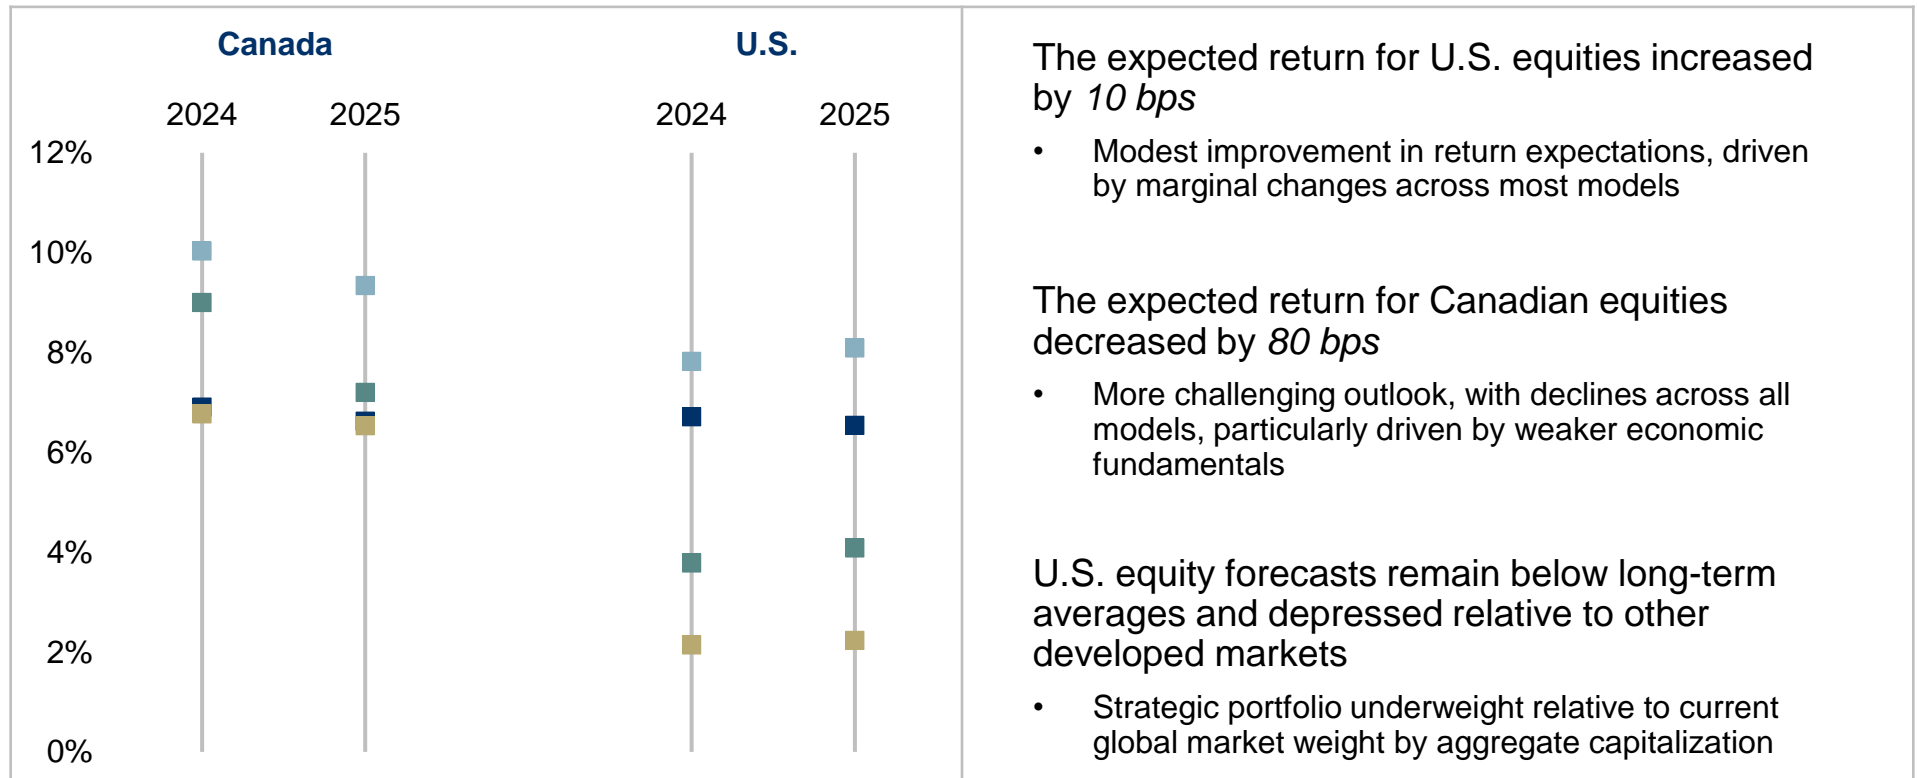 Canada
U.S.
2024
2025
2024
2025
12%
10%
8%
6%
4%
2%
0%
The expected return for U.S. equities increased
by 10 bps
• Modest improvement in return expectations, driven
by marginal changes across most models
The expected return for Canadian equities
decreased by 80 bps
• More challenging outlook, with declines across all
models, particularly driven by weaker economic
fundamentals
U.S. equity forecasts remain below long-term
averages and depressed relative to other
developed markets
• Strategic portfolio underweight relative to current
global market weight by aggregate capitalization